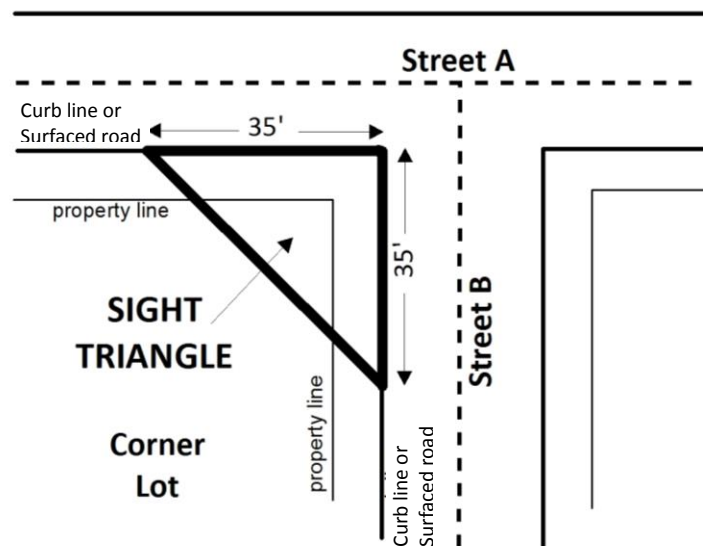 Street A
Curb line or
Surfaced road
35'
property line
35'
SIGHT
TRIANGLE
Street B
property line
Corner
Lot
Curb line or
Surfaced road